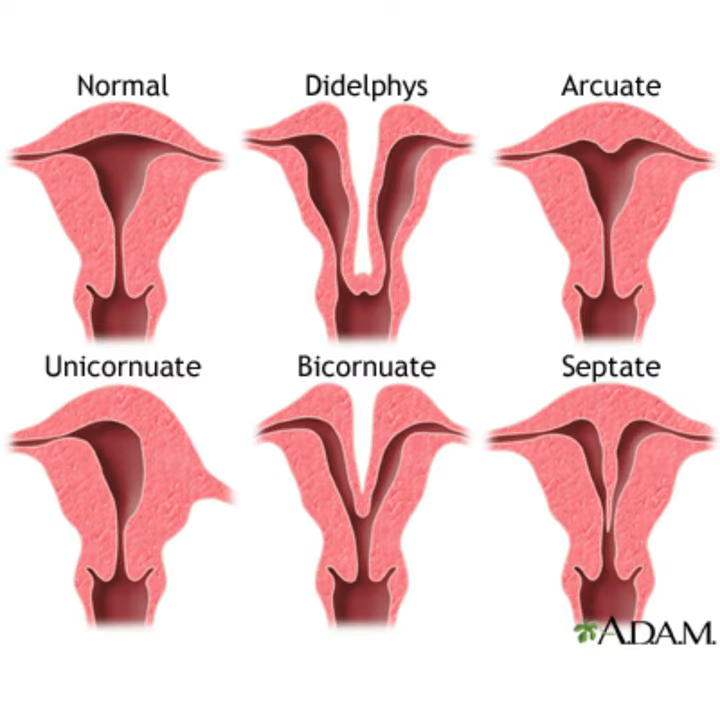 Normal
Didelphys
Arcuate
Unicornuate
Bicornuate
Septate
A.D.A.M.